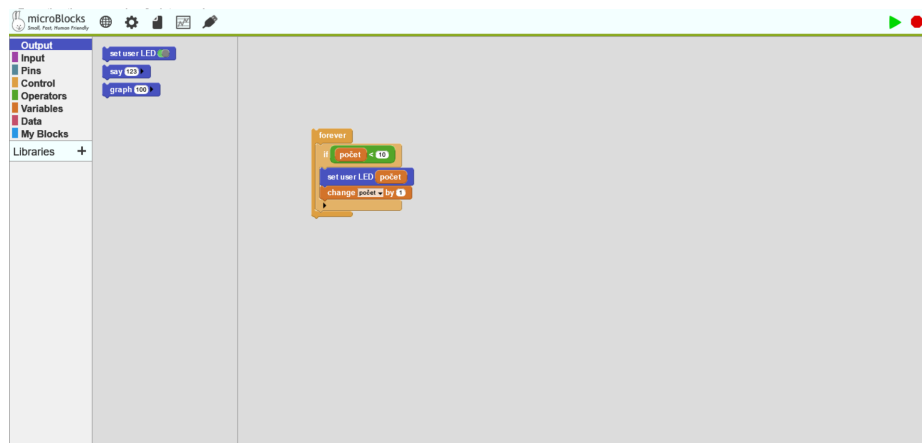 microBlocks
Small, Fast, Human Friendly
Output
Input
Pins
Control
Operators
Variables
Data
My Blocks
Libraries +
set user LED
say 123
graph 100
forever
if počet < 10
set user LED počet
change počet by 1